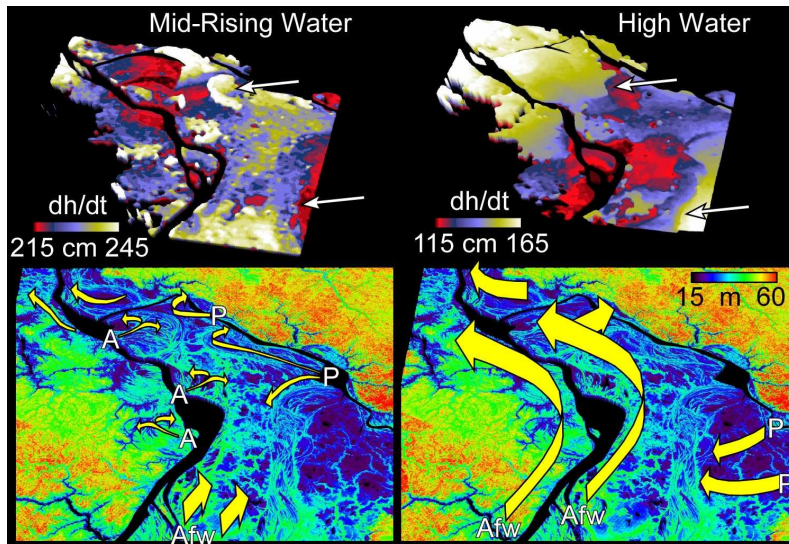 Mid-Rising Water
High Water
dh/dt
215 cm 245
dh/dt
115 cm 165
15 m 60
P
A
P
A
A
Afw
P
P
Afw
Afw